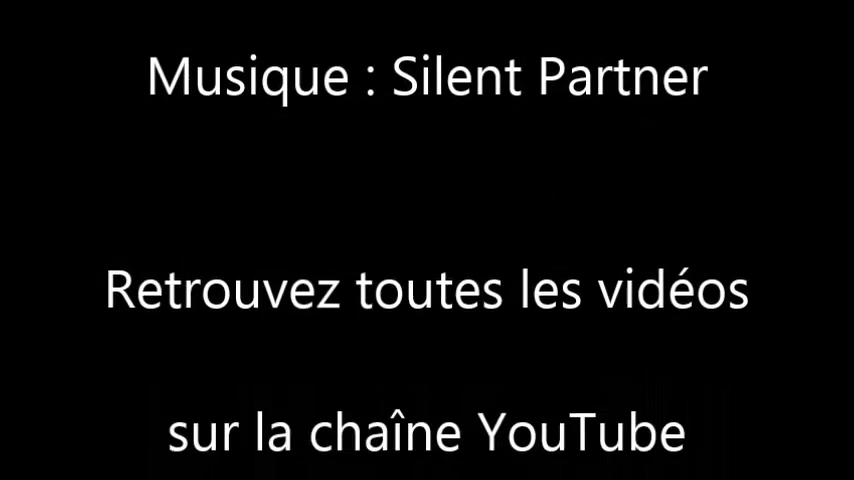 Musique : Silent Partner
Retrouvez toutes les vidéos
sur la chaîne YouTube